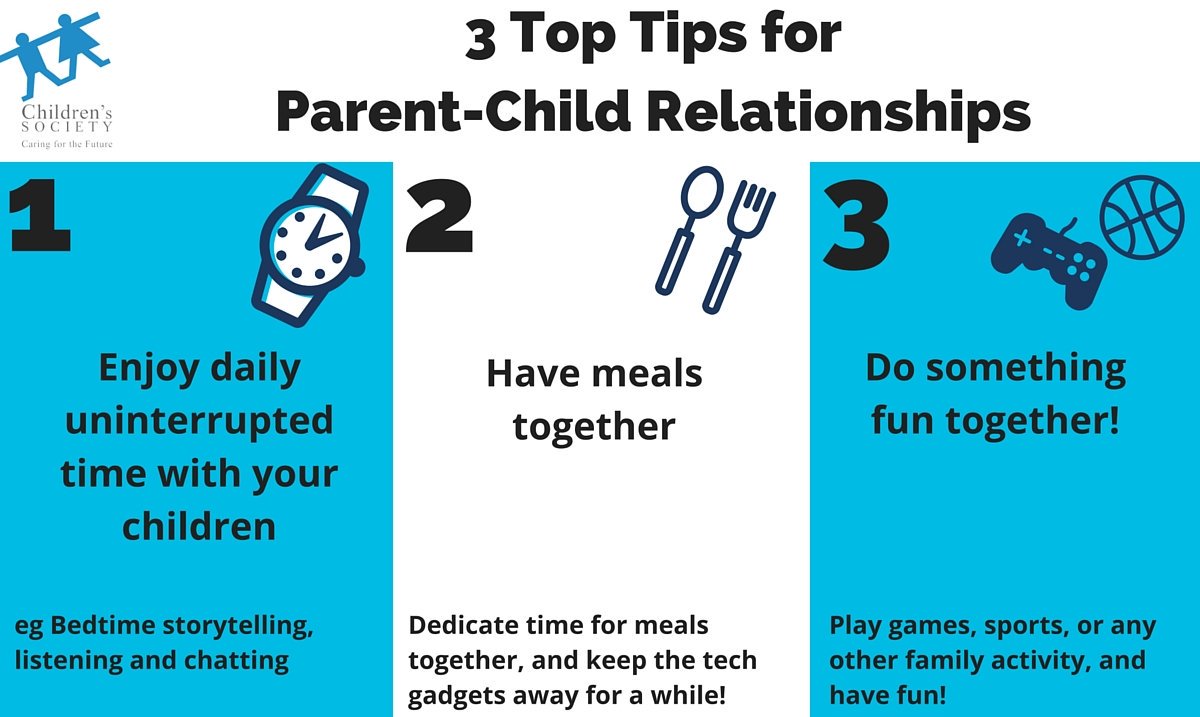 3 Top Tips for
Parent-Child Relationships
Children's
SOCIETY
Caring for the Future
1
Enjoy daily
uninterrupted
time with your
children
eg Bedtime storytelling,
listening and chatting
2
Have meals
together
Dedicate time for meals
together, and keep the tech
gadgets away for a while!
3
Do something
fun together!
Play games, sports, or any
other family activity, and
have fun!